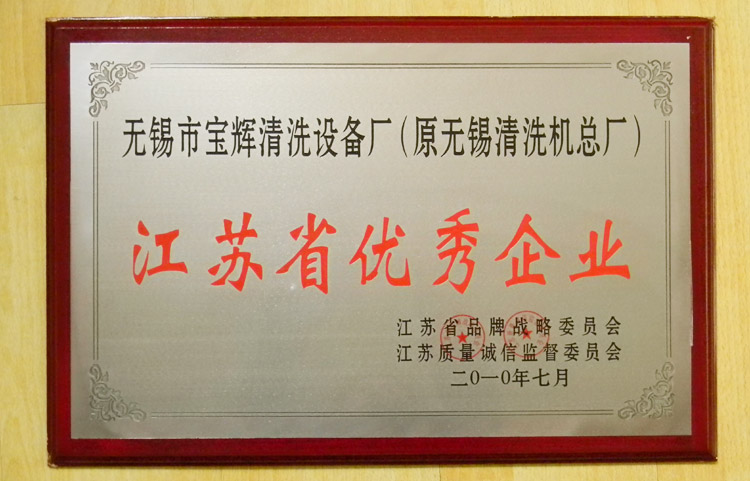 无锡市宝辉清洗设备厂（原无锡清洗机总厂）
江苏省优秀企业
江苏省品牌战略委员会
江苏质量诚信监督委员会
二0一0年七月